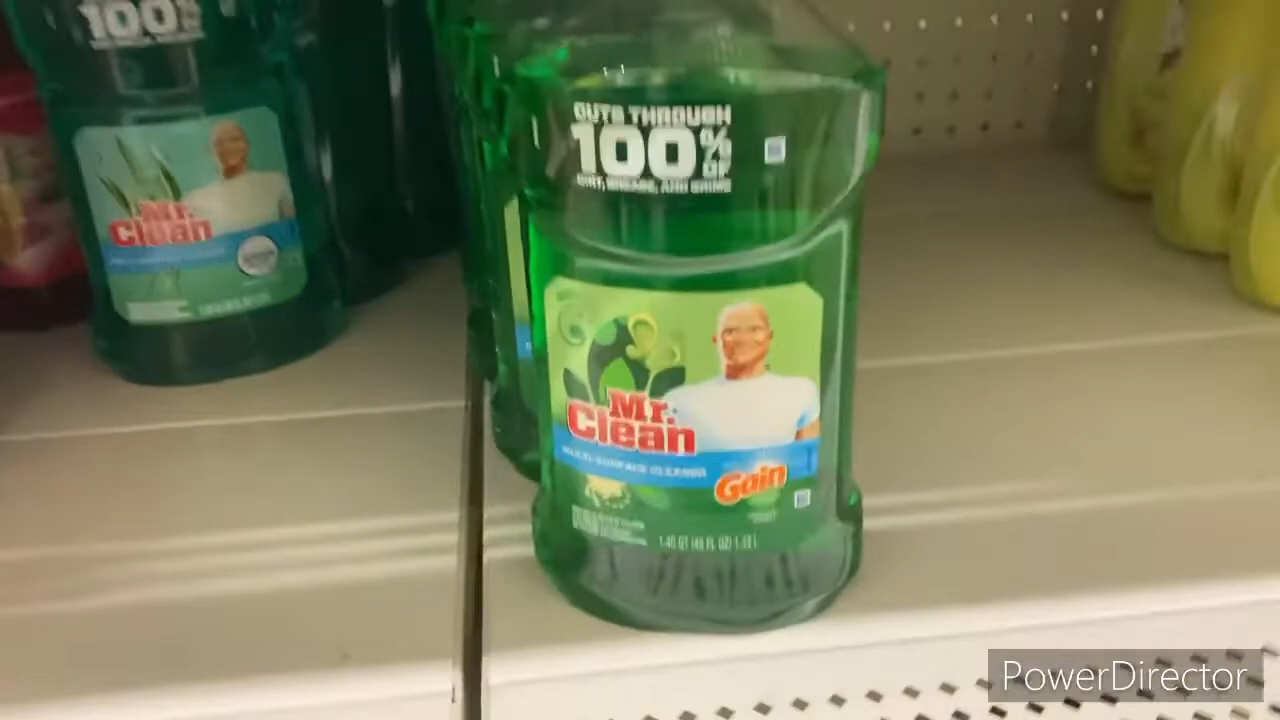 100%
Mr.
Clean
CUTS THROUGH
100%
OF
DIRT, GREASE, AND GRIME
Mr.
Clean
MULTI-SURFACE CLEANER
Gain
1.40 QT (45 FL OZ) 1.33 L
PowerDirector